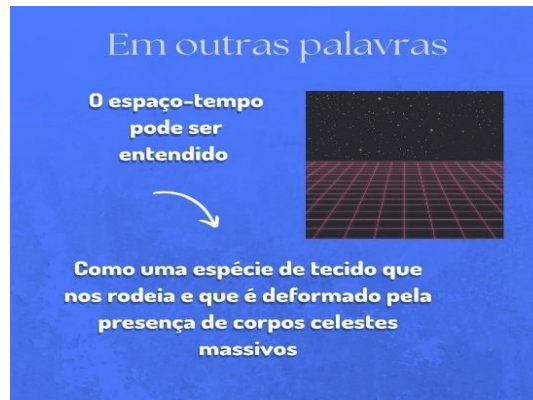 Em outras palavras
O espaço-tempo
pode ser
entendido
Como uma espécie de tecido que
nos rodeia e que é deformado pela
presença de corpos celestes
massivos